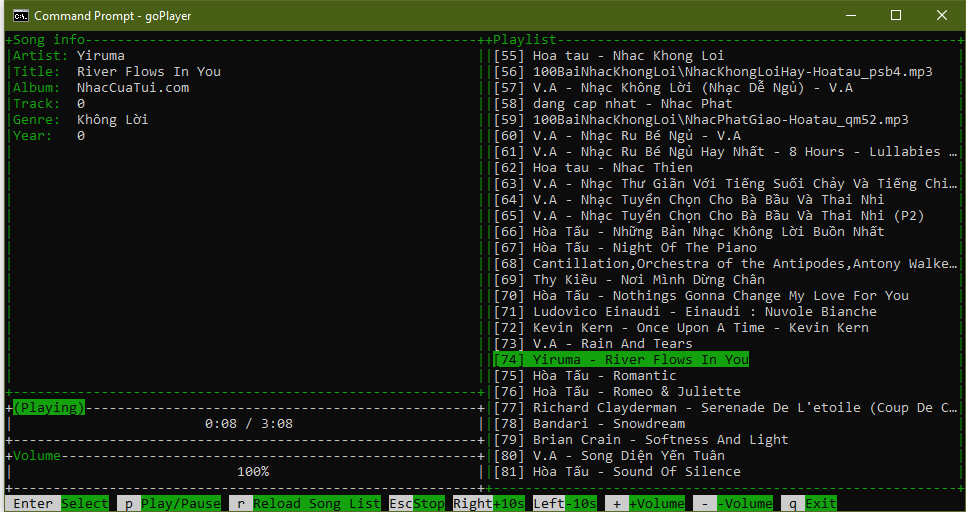 Command Prompt - goPlayer
Song info
Artist: Yiruma
Title: River Flows In You
Album: NhacCuaTui.com
Track: 0
Genre: Không Lời
Year: 0
(Playing)
0:08 / 3:08
Volume
100%
Playlist
[55] Hoa tau - Nhac Khong Loi
[56] 100BaiNhacKhongLoi\NhacKhongLoiHay-Hoatau_psb4.mp3
[57] V.A - Nhạc Không Lời (Nhạc Dễ Ngủ) - V.A
[58] dang cap nhat - Nhac Phat
[59] 100BaiNhacKhongLoi\NhacPhatGiao-Hoatau_qm52.mp3
[60] V.A - Nhạc Ru Bé Ngủ - V.A
[61] V.A - Nhạc Ru Bé Ngủ Hay Nhất - 8 Hours - Lullabies …
[62] Hoa tau - Nhac Thien
[63] V.A - Nhạc Thư Giãn Với Tiếng Suối Chảy Và Tiếng Chi…
[64] V.A - Nhạc Tuyển Chọn Cho Bà Bầu Và Thai Nhi
[65] V.A - Nhạc Tuyển Chọn Cho Bà Bầu Và Thai Nhi (P2)
[66] Hòa Tấu - Những Bản Nhạc Không Lời Buồn Nhất
[67] Hòa Tấu - Night Of The Piano
[68] Cantillation,Orchestra of the Antipodes,Antony Walke…
[69] Thy Kiều - Nơi Mình Dừng Chân
[70] Hòa Tấu - Nothings Gonna Change My Love For You
[71] Ludovico Einaudi - Einaudi : Nuvole Bianche
[72] Kevin Kern - Once Upon A Time - Kevin Kern
[73] V.A - Rain And Tears
[74] Yiruma - River Flows In You
[75] Hòa Tấu - Romantic
[76] Hoà Tấu - Romeo & Juliette
[77] Richard Clayderman - Serenade De L'etoile (Coup De C…
[78] Bandari - Snowdream
[79] Brian Crain - Softness And Light
[80] V.A - Song Diện Yến Tuân
[81] Hòa Tấu - Sound Of Silence
Enter Select p Play/Pause r Reload Song List Esc Stop Right +10s Left -10s + +Volume - -Volume q Exit